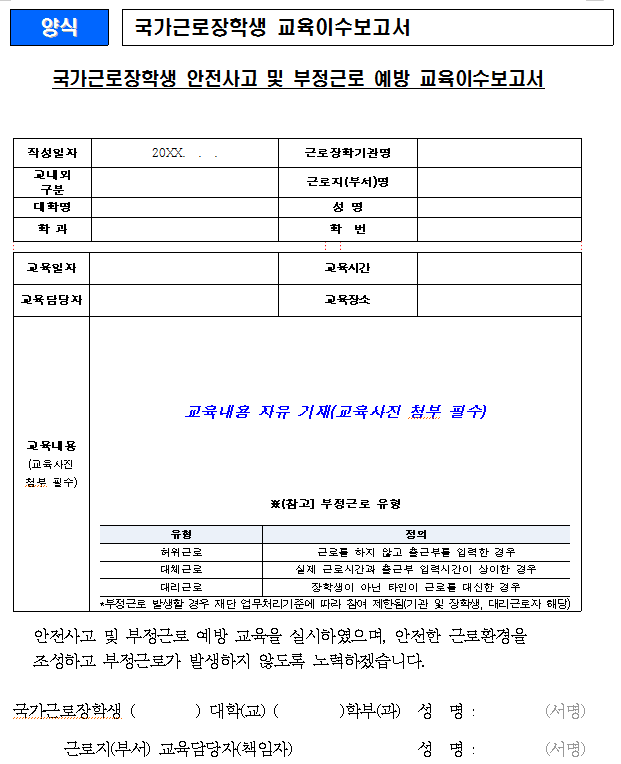 양식 국가근로장학생 교육이수보고서
국가근로장학생 안전사고 및 부정근로 예방 교육이수보고서
작성일자 20XX. . . 근로장학기관명
교내외
구분 근로지(부서)명
대학명 성 명
학 과 학 번
교육일자 교육시간
교육담당자 교육장소
교육내용 자유 기재(교육사진 첨부 필수)
교육내용
(교육사진
첨부 필수)
※(참고] 부정근로 유형
유형 정의
허위근로 근로를 하지 않고 출근부를 입력한 경우
대체근로 실제 근로시간과 출근부 입력시간이 상이한 경우
대리근로 장학생이 아닌 타인이 근로를 대신한 경우
*부정근로 발생할 경우 재단 업무처리기준에 따라 참여 제한됨(기관 및 장학생, 대리근로자 해당)
안전사고 및 부정근로 예방 교육을 실시하였으며, 안전한 근로환경을
조성하고 부정근로가 발생하지 않도록 노력하겠습니다.
국가근로장학생 ( ) 대학(교) ( )학부(과) 성 명 : (서명)
근로지(부서) 교육담당자(책임자) 성 명 : (서명)